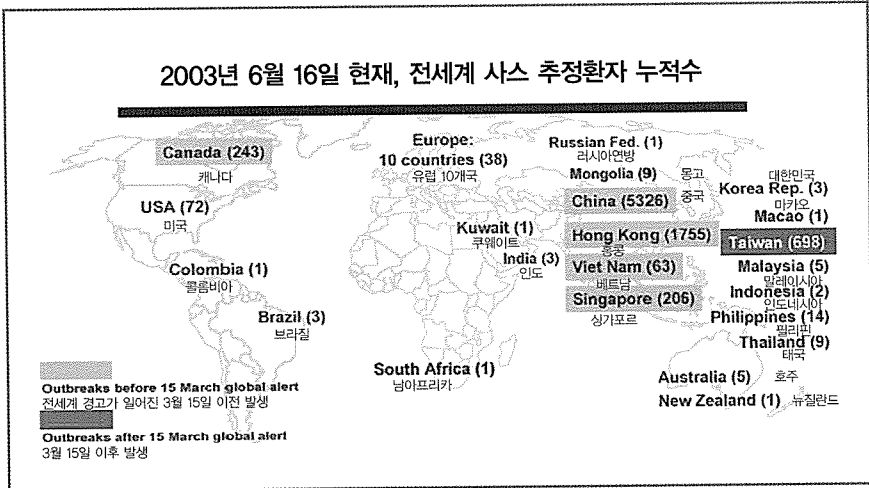 2003년 6월 16일 현재, 전세계 사스 추정환자 누적수
Canada (243)
캐나다
USA (72)
미국
Colombia (1)
콜롬비아
Brazil (3)
브라질
Europe:
10 countries (38)
유럽 10개국
Kuwait (1)
쿠웨이트
India (3)
인도
South Africa (1)
남아프리카
Russian Fed. (1)
러시아연방
Mongolia (9) 몽고
China (5326) 중국
Hong Kong (1755)
홍콩
Viet Nam (63)
베트남
Singapore (206)
싱가포르
대한민국
Korea Rep. (3)
마카오
Macao (1)
Taiwan (698)
Malaysia (5)
말레이시아
Indonesia (2)
인도네시아
Philippines (14)
필리핀
Thailand (9)
태국
Australia (5) 호주
New Zealand (1) 뉴질란드
Outbreaks before 15 March global alert
전세계 경고가 일어진 3월 15일 이전 발생
Outbreaks after 15 March global alert
3월 15일 이후 발생